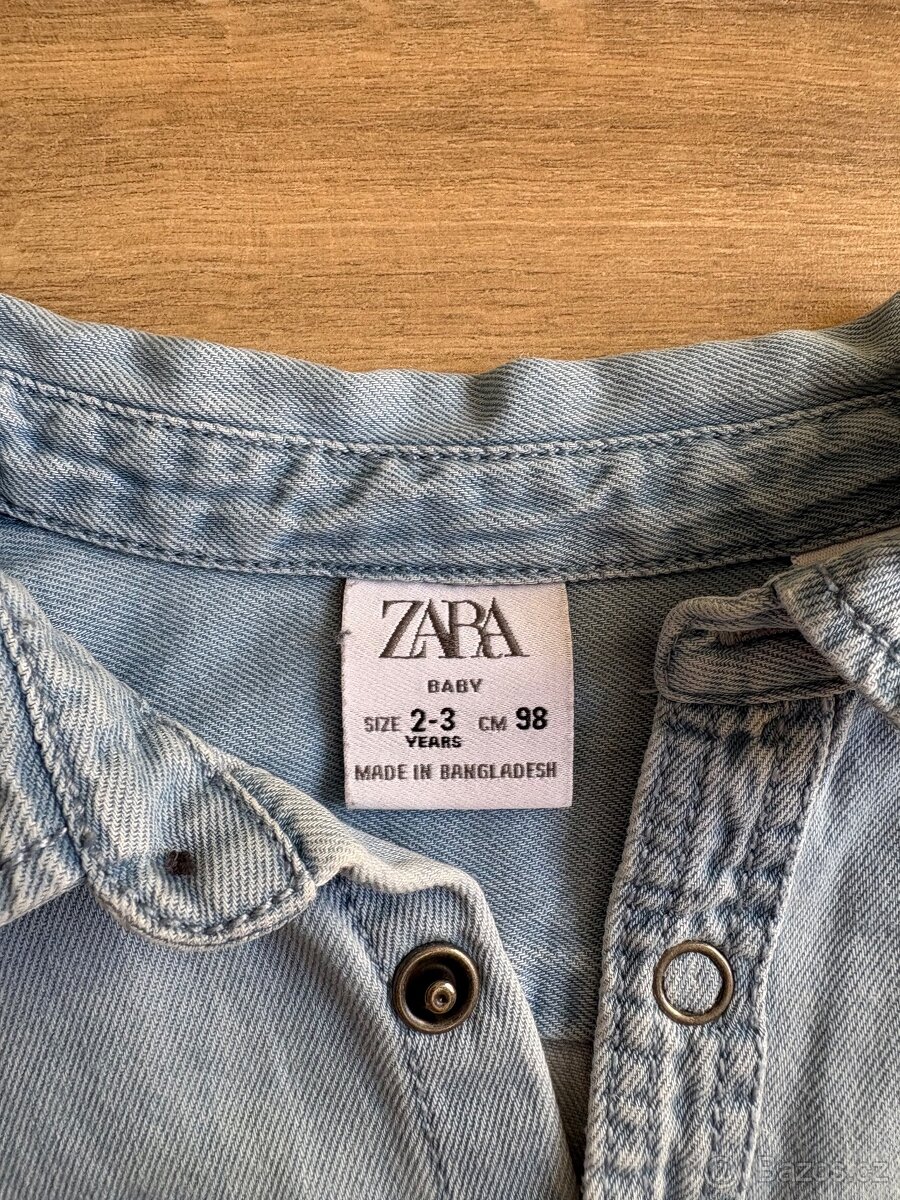 ZARA
BABY
SIZE 2-3 CM 98
YEARS
MADE IN BANGLADESH
Bazos.cz